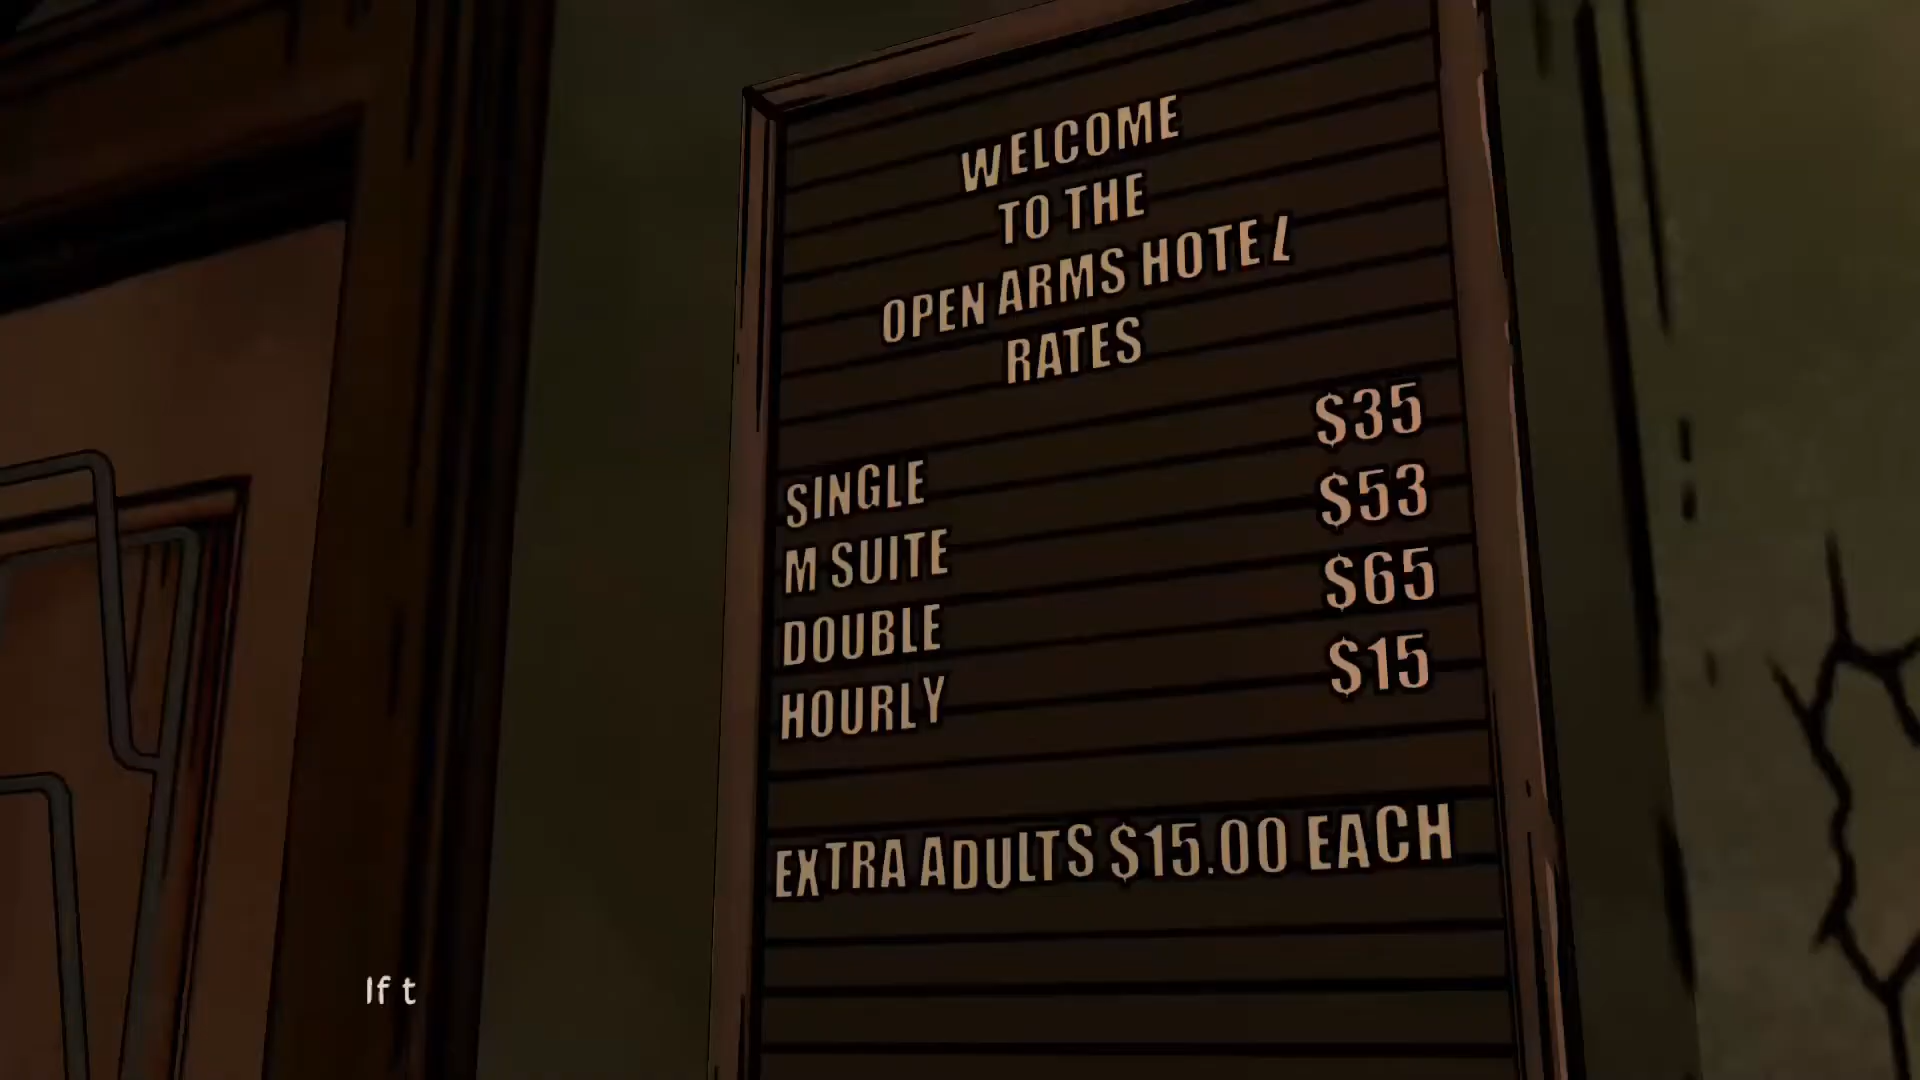 WELCOME
TO THE
OPEN ARMS HOTEL
RATES
SINGLE $35
M SUITE $53
DOUBLE $65
HOURLY $15
EXTRA ADULTS $15.00 EACH
If t